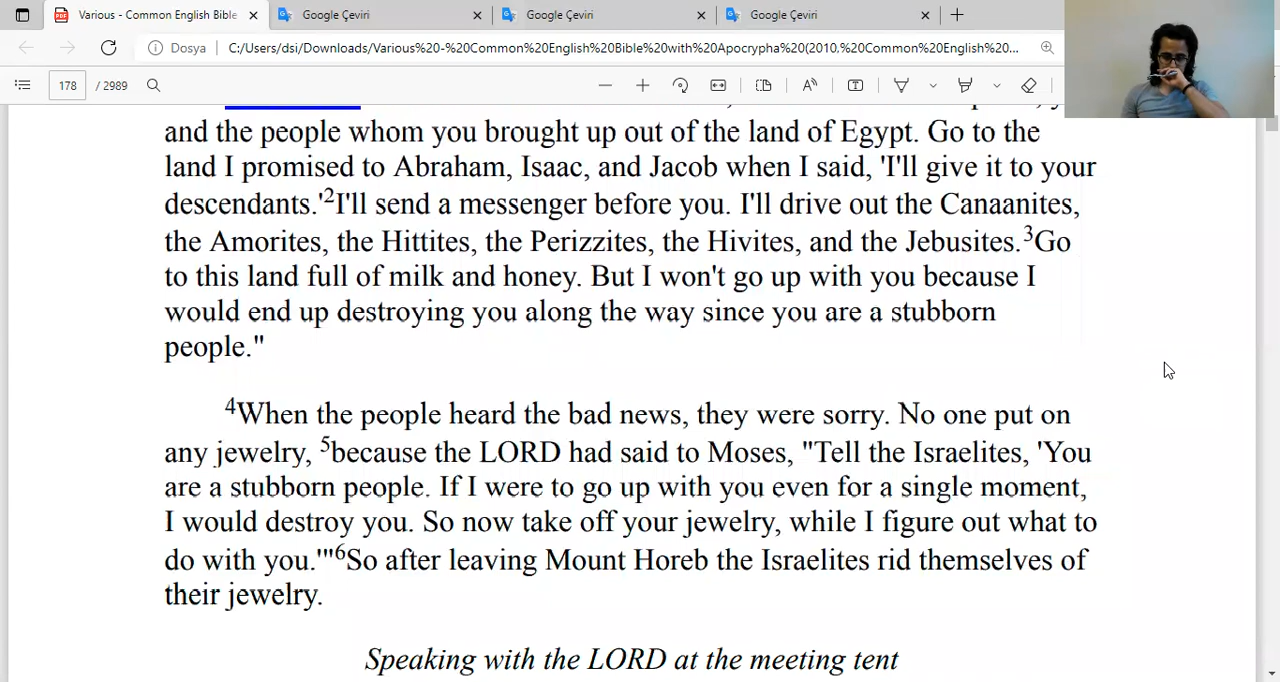 Various - Common English Bible
Google Çeviri
Google Çeviri
Google Çeviri
Dosya
C:/Users/dsi/Downloads/Various%20-%20Common%20English%20Bible%20with%20Apocrypha%20(2010,%20Common%20English%20...
178 / 2989
and the people whom you brought up out of the land of Egypt. Go to the
land I promised to Abraham, Isaac, and Jacob when I said, 'I'll give it to your
descendants.'2I'll send a messenger before you. I'll drive out the Canaanites,
the Amorites, the Hittites, the Perizzites, the Hivites, and the Jebusites.3Go
to this land full of milk and honey. But I won't go up with you because I
would end up destroying you along the way since you are a stubborn
people."
4When the people heard the bad news, they were sorry. No one put on
any jewelry, 5because the LORD had said to Moses, "Tell the Israelites, 'You
are a stubborn people. If I were to go up with you even for a single moment,
I would destroy you. So now take off your jewelry, while I figure out what to
do with you.'"6So after leaving Mount Horeb the Israelites rid themselves of
their jewelry.
Speaking with the LORD at the meeting tent